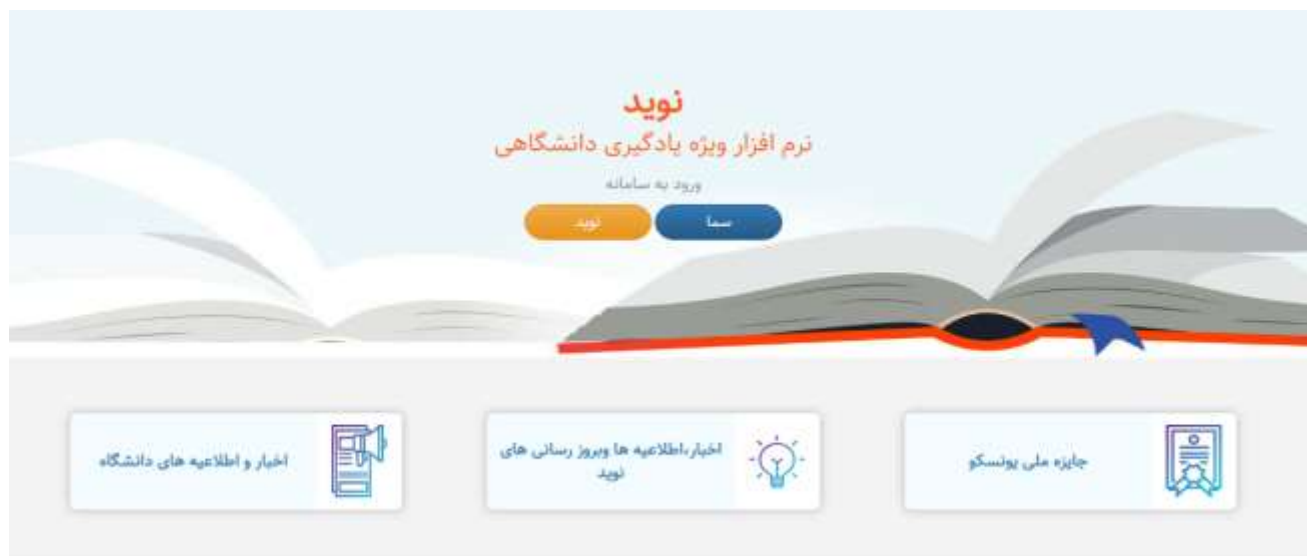 نوید
نرم افزار ویژه یادگیری دانشگاهی
ورود به سامانه
سما
نوید
جایزه ملی یونسکو
اخبار،اطلاعیه ها وبروز رسانی های
نوید
اخبار و اطلاعیه های دانشگاه